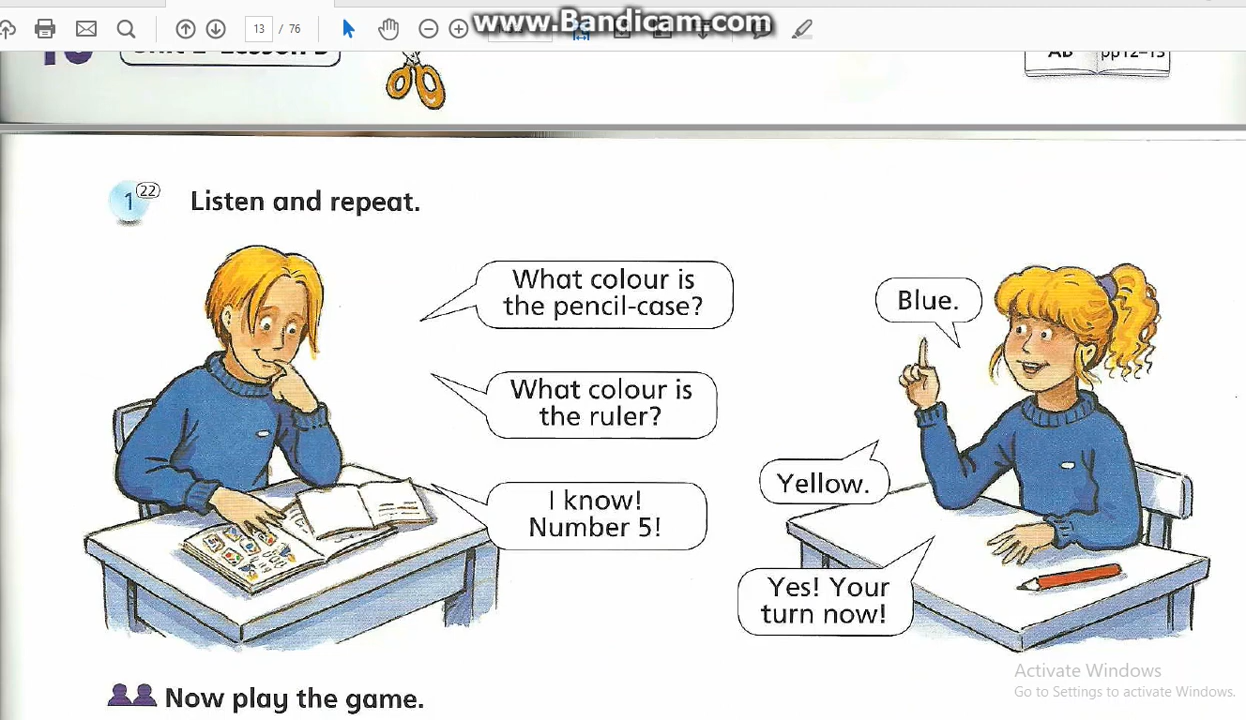 www.Bandicam.com
13 / 76
AB pp12–13
1 22 Listen and repeat.
What colour is
the pencil-case?
Blue.
What colour is
the ruler?
Yellow.
I know!
Number 5!
Yes! Your
turn now!
Now play the game.
Activate Windows
Go to Settings to activate Windows.